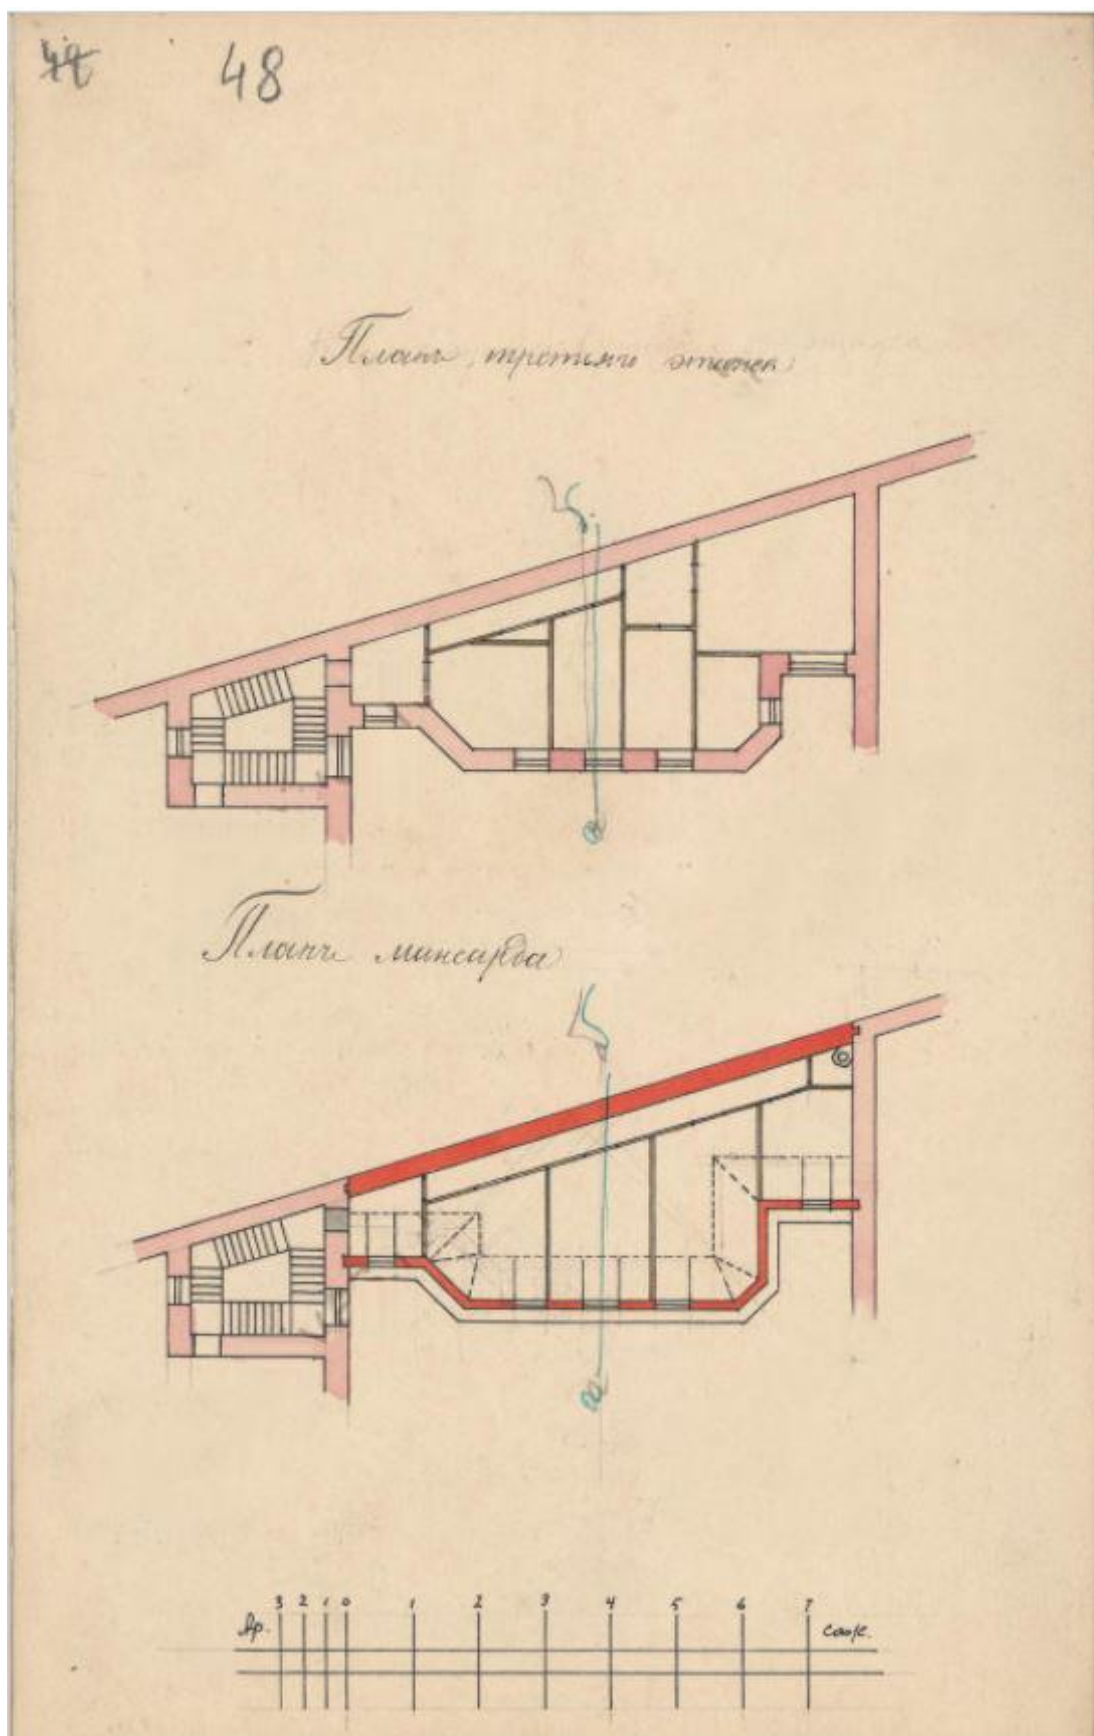 42 48
Планъ третьяго этажа
Планъ мансарда
3 2 1 0 1 2 3 4 5 6 7
Ар. саж.